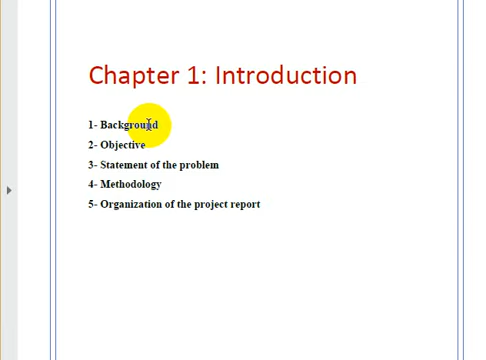 Chapter 1: Introduction
1- Background
2- Objective
3- Statement of the problem
4- Methodology
5- Organization of the project report